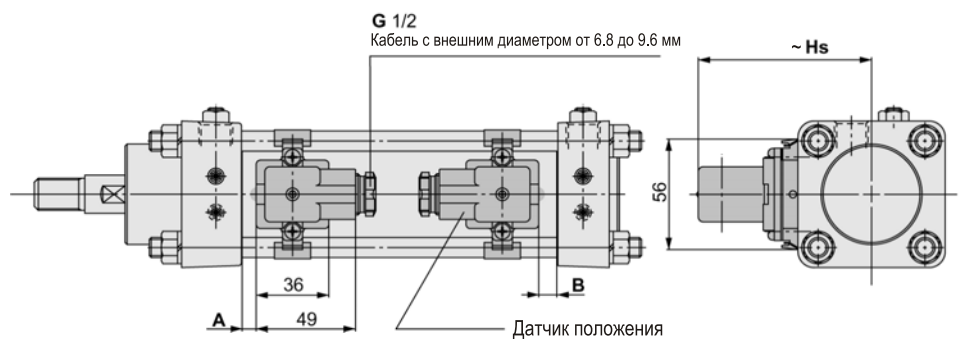 G 1/2
Кабель с внешним диаметром от 6.8 до 9.6 мм
~ Hs
56
36
B
A
49
Датчик положения